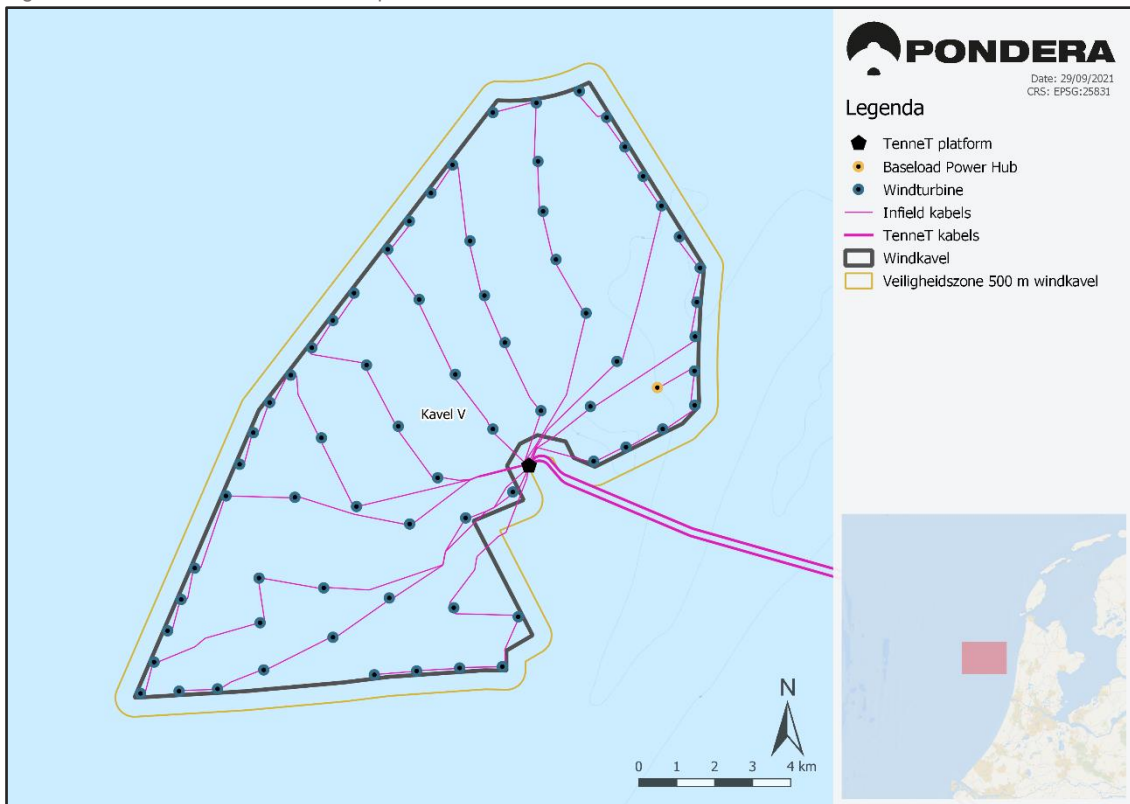 PONDERA
Date: 29/09/2021
CRS: EPSG:25831
Legenda
TenneT platform
Baseload Power Hub
Windturbine
Infield kabels
TenneT kabels
Windkavel
Veiligheidszone 500 m windkavel
Kavel V
N
0 1 2 3 4 km